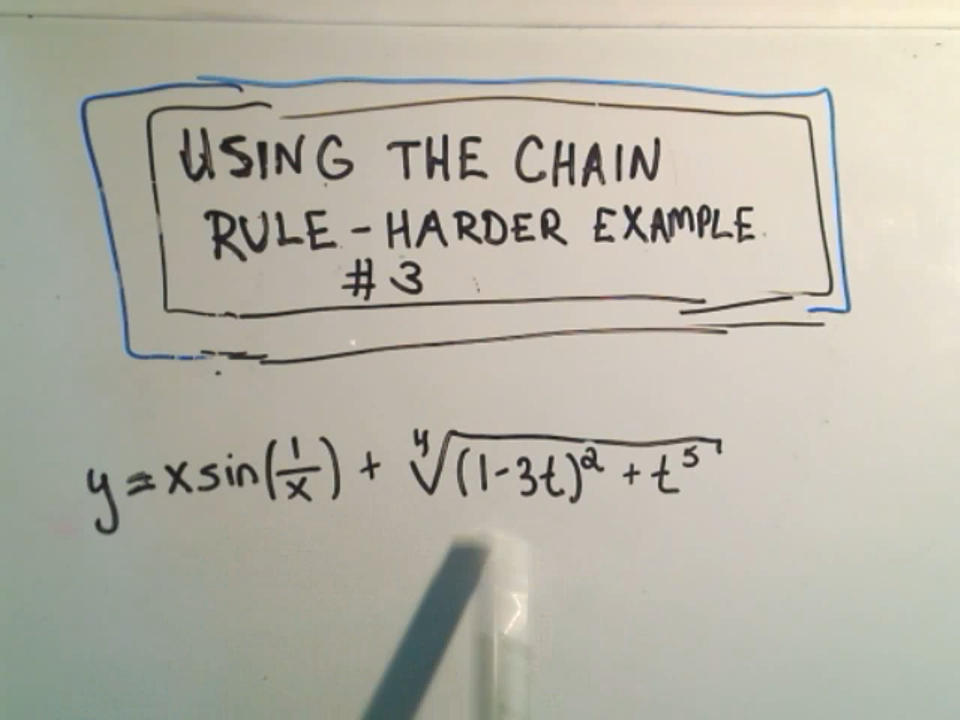 USING THE CHAIN
RULE - HARDER EXAMPLE
# 3
y = x sin(1/x) + ⁴√((1-3t)² + t⁵)